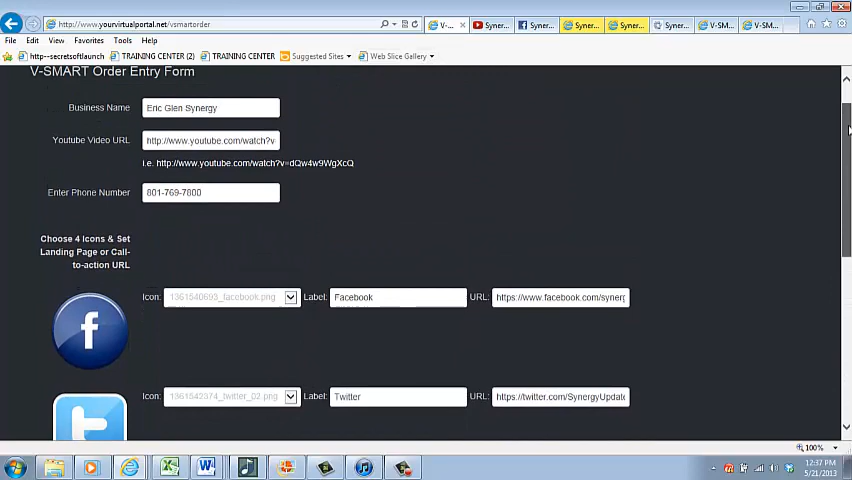 http://www.yourvirtualportal.net/vsmartorder
V-... Syner... Syner... Syner... Syner... Synerg... V-SM... V-SM...
File Edit View Favorites Tools Help
http--secretsoftlaunch TRAINING CENTER (2) TRAINING CENTER Suggested Sites Web Slice Gallery
V-SMART Order Entry Form
Business Name Eric Glen Synergy
Youtube Video URL http://www.youtube.com/watch?v
i.e. http://www.youtube.com/watch?v=dQw4w9WgXcQ
Enter Phone Number 801-769-7800
Choose 4 Icons & Set
Landing Page or Call-
to-action URL
Icon: 1361540693_facebook.png Label: Facebook URL: https://www.facebook.com/synerg
Icon: 1361542374_twitter_02.png Label: Twitter URL: https://twitter.com/SynergyUpdate
100%
12:37 PM
5/21/2013